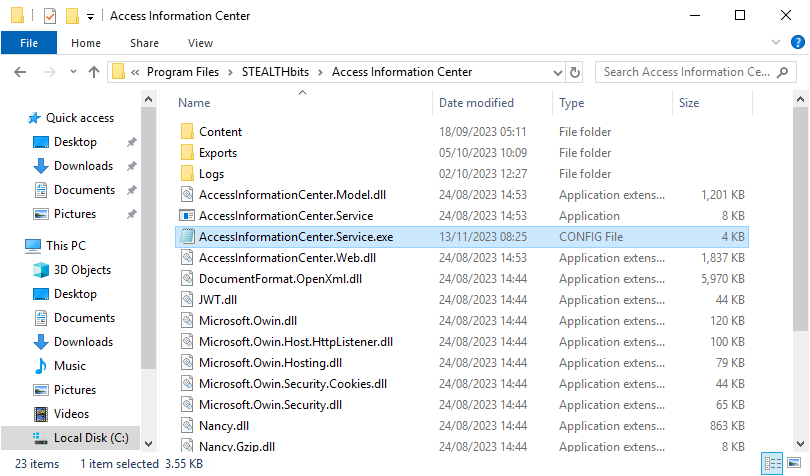 Access Information Center
File Home Share View
« Program Files › STEALTHbits › Access Information Center
Search Access Information Ce...
Quick access
Desktop
Downloads
Documents
Pictures
This PC
3D Objects
Desktop
Documents
Downloads
Music
Pictures
Videos
Local Disk (C:)
Name Date modified Type Size
Content 18/09/2023 05:11 File folder
Exports 05/10/2023 10:09 File folder
Logs 02/10/2023 12:27 File folder
AccessInformationCenter.Model.dll 24/08/2023 14:53 Application extens... 1,201 KB
AccessInformationCenter.Service 24/08/2023 14:53 Application 8 KB
AccessInformationCenter.Service.exe 13/11/2023 08:25 CONFIG File 4 KB
AccessInformationCenter.Web.dll 24/08/2023 14:53 Application extens... 1,837 KB
DocumentFormat.OpenXml.dll 24/08/2023 14:44 Application extens... 5,970 KB
JWT.dll 24/08/2023 14:44 Application extens... 44 KB
Microsoft.Owin.dll 24/08/2023 14:44 Application extens... 120 KB
Microsoft.Owin.Host.HttpListener.dll 24/08/2023 14:44 Application extens... 100 KB
Microsoft.Owin.Hosting.dll 24/08/2023 14:44 Application extens... 79 KB
Microsoft.Owin.Security.Cookies.dll 24/08/2023 14:44 Application extens... 44 KB
Microsoft.Owin.Security.dll 24/08/2023 14:44 Application extens... 65 KB
Nancy.dll 24/08/2023 14:44 Application extens... 863 KB
Nancy.Gzip.dll 24/08/2023 14:44 Application extens... 8 KB
23 items 1 item selected 3.55 KB